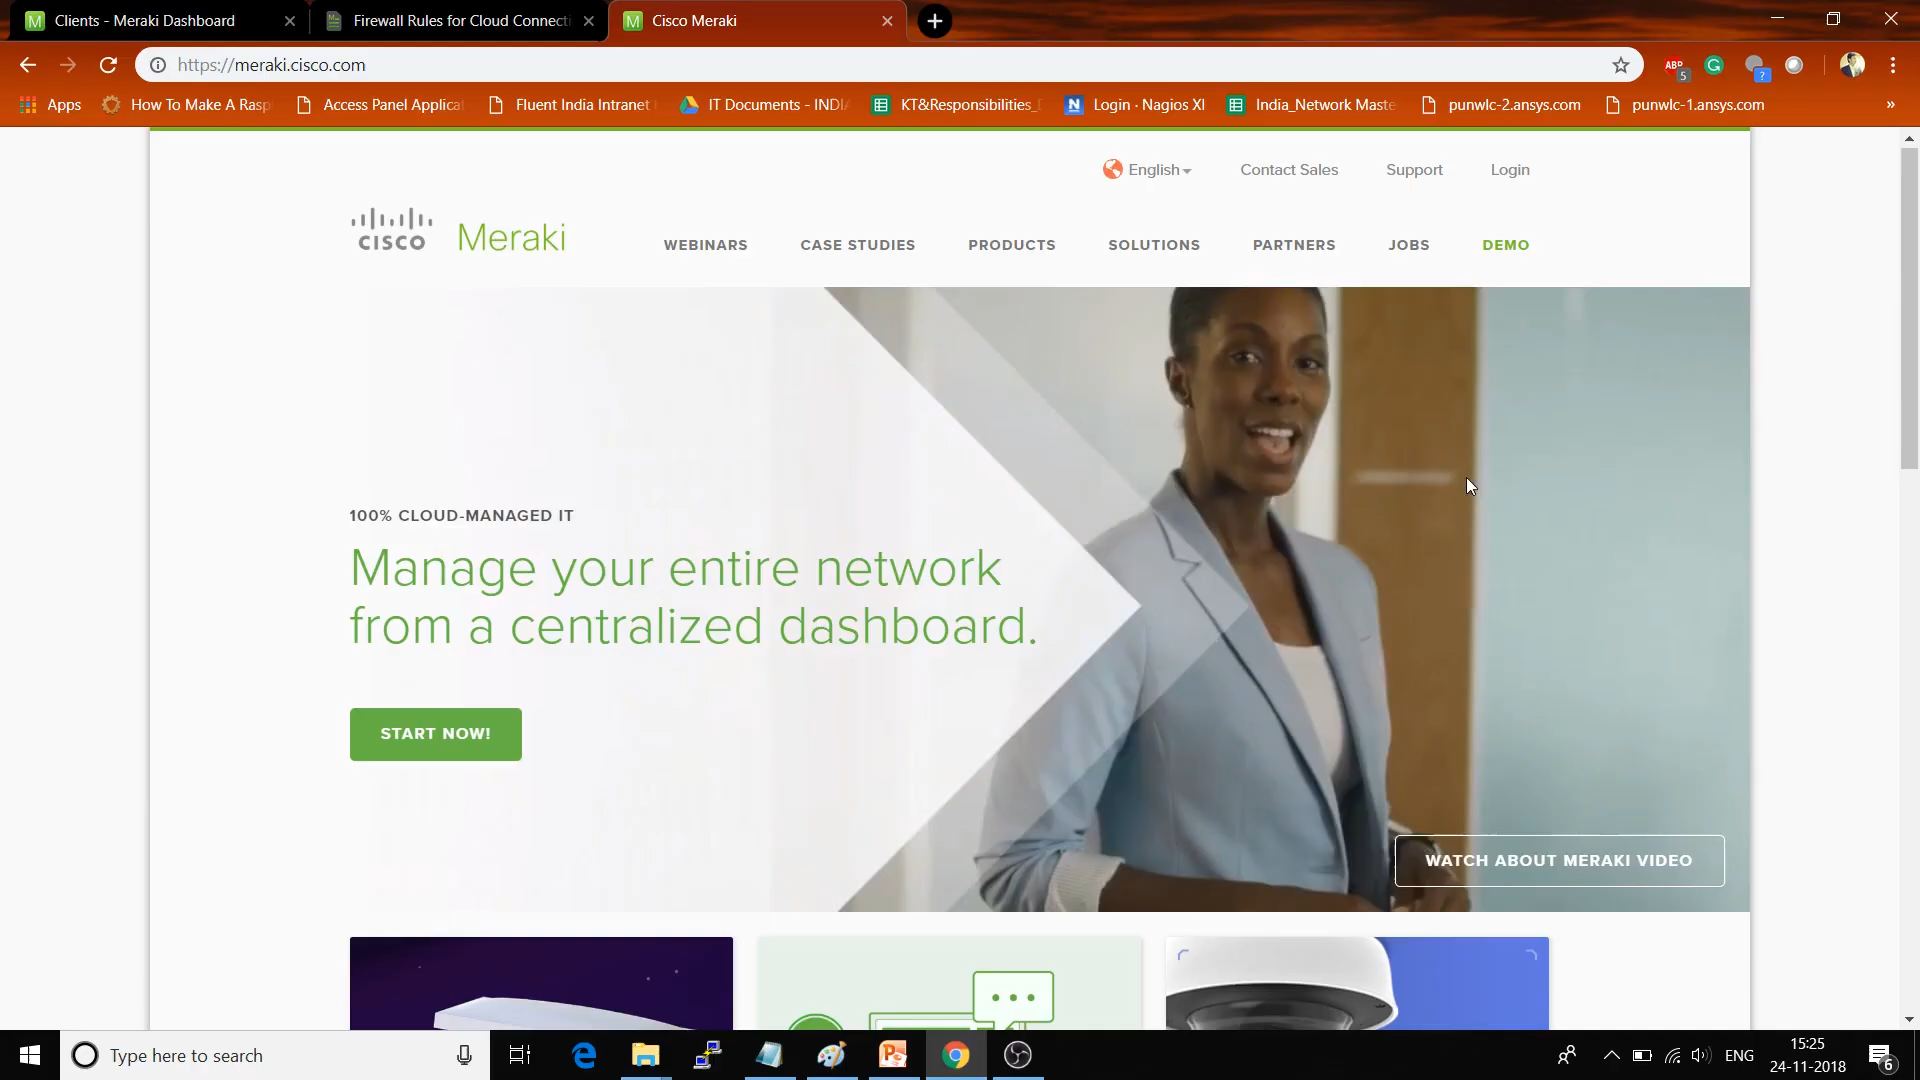 Clients - Meraki Dashboard
Firewall Rules for Cloud Connecti
Cisco Meraki
https://meraki.cisco.com
ABP
5
G
?
Apps
How To Make A Rasp
Access Panel Applicat
Fluent India Intranet
IT Documents - INDIA
KT&Responsibilities_
N
Login · Nagios XI
India_Network Maste
punwlc-2.ansys.com
punwlc-1.ansys.com
»
English
Contact Sales
Support
Login
CISCO
Meraki
WEBINARS
CASE STUDIES
PRODUCTS
SOLUTIONS
PARTNERS
JOBS
DEMO
100% CLOUD-MANAGED IT
Manage your entire network
from a centralized dashboard.
START NOW!
WATCH ABOUT MERAKI VIDEO
Type here to search
ENG
15:25
24-11-2018
6